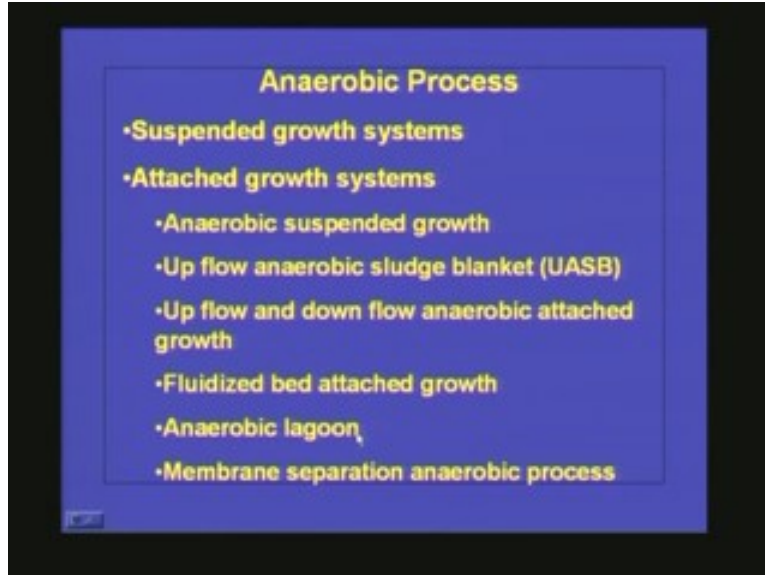 Anaerobic Process
•Suspended growth systems
•Attached growth systems
•Anaerobic suspended growth
•Up flow anaerobic sludge blanket (UASB)
•Up flow and down flow anaerobic attached
growth
•Fluidized bed attached growth
•Anaerobic lagoon
•Membrane separation anaerobic process